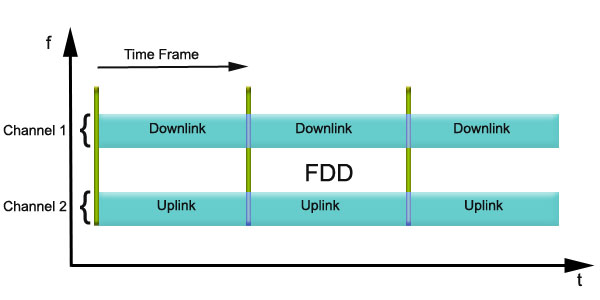 f
Time Frame
Channel 1 { Downlink Downlink Downlink
FDD
Channel 2 { Uplink Uplink Uplink
t